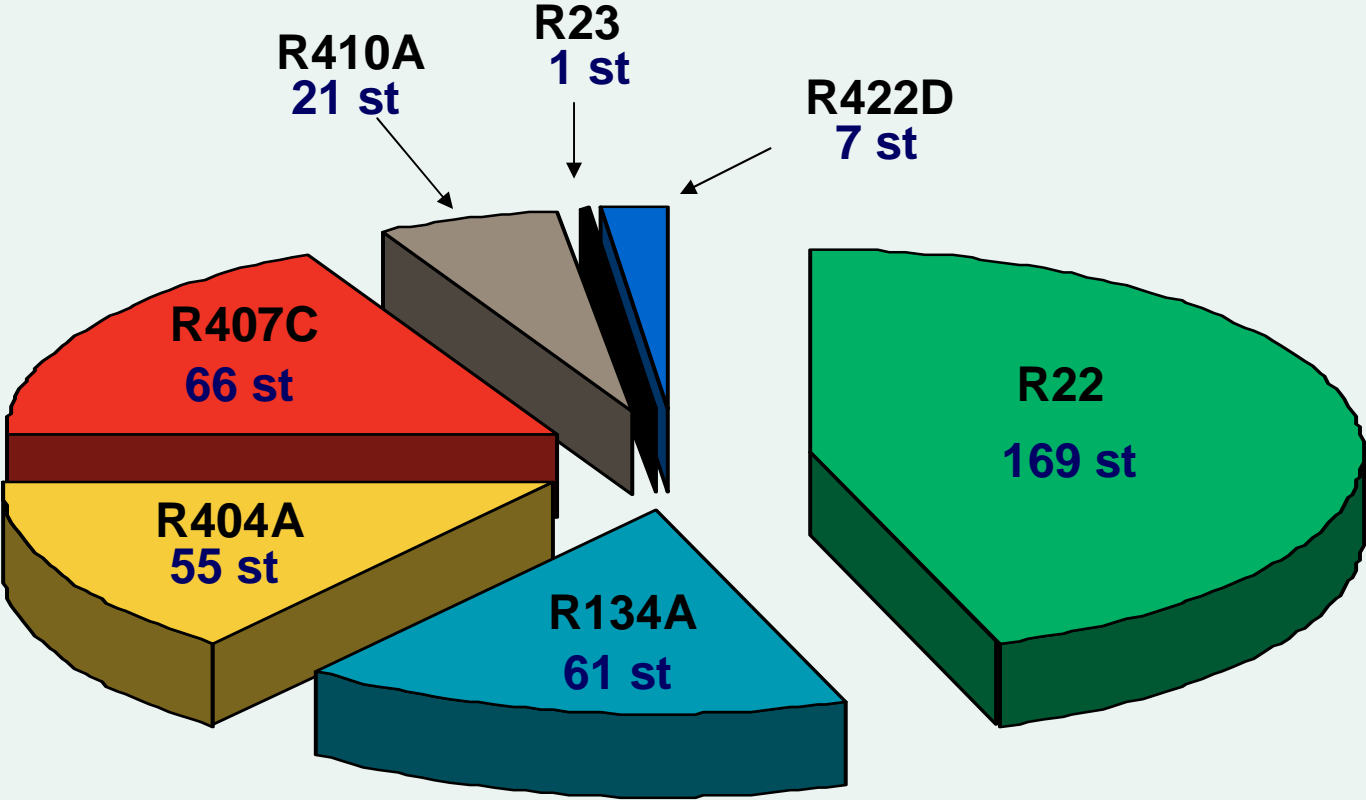 R23
1 st
R410A
21 st
R422D
7 st
R407C
66 st
R22
169 st
R404A
55 st
R134A
61 st